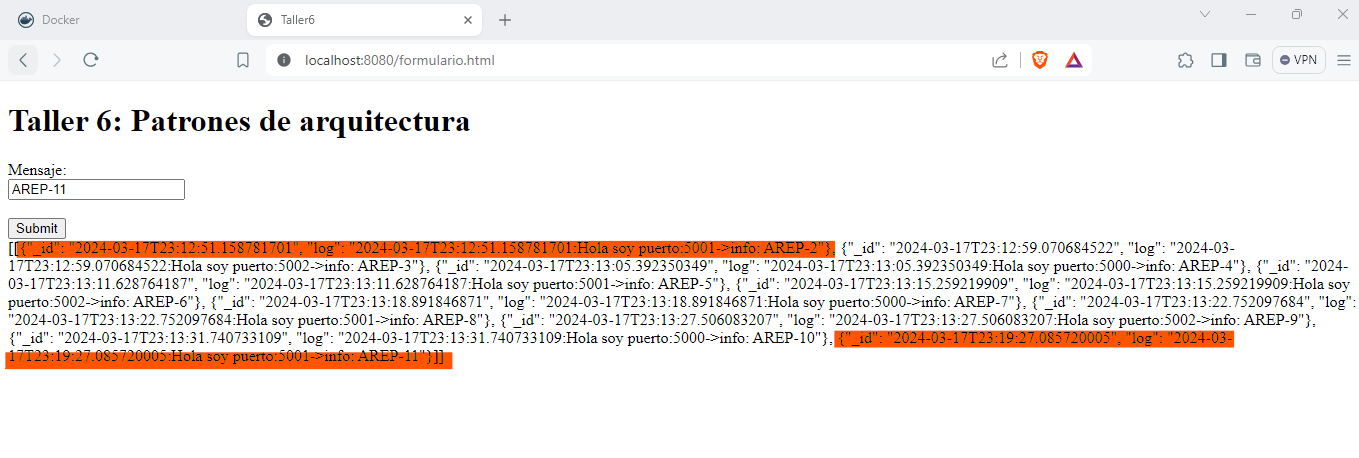 Docker
Taller6
localhost:8080/formulario.html
VPN
Taller 6: Patrones de arquitectura
Mensaje:
AREP-11
Submit
[[{"_id": "2024-03-17T23:12:51.158781701", "log": "2024-03-17T23:12:51.158781701:Hola soy puerto:5001->info: AREP-2"}, {"_id": "2024-03-17T23:12:59.070684522", "log": "2024-03-
17T23:12:59.070684522:Hola soy puerto:5002->info: AREP-3"}, {"_id": "2024-03-17T23:13:05.392350349", "log": "2024-03-17T23:13:05.392350349:Hola soy puerto:5000->info: AREP-4"}, {"_id": "2024-
03-17T23:13:11.628764187", "log": "2024-03-17T23:13:11.628764187:Hola soy puerto:5001->info: AREP-5"}, {"_id": "2024-03-17T23:13:15.259219909", "log": "2024-03-17T23:13:15.259219909:Hola soy
puerto:5002->info: AREP-6"}, {"_id": "2024-03-17T23:13:18.891846871", "log": "2024-03-17T23:13:18.891846871:Hola soy puerto:5000->info: AREP-7"}, {"_id": "2024-03-17T23:13:22.752097684", "log":
"2024-03-17T23:13:22.752097684:Hola soy puerto:5001->info: AREP-8"}, {"_id": "2024-03-17T23:13:27.506083207", "log": "2024-03-17T23:13:27.506083207:Hola soy puerto:5002->info: AREP-9"},
{"_id": "2024-03-17T23:13:31.740733109", "log": "2024-03-17T23:13:31.740733109:Hola soy puerto:5000->info: AREP-10"}, {"_id": "2024-03-17T23:19:27.085720005", "log": "2024-03-
17T23:19:27.085720005:Hola soy puerto:5001->info: AREP-11"}]]